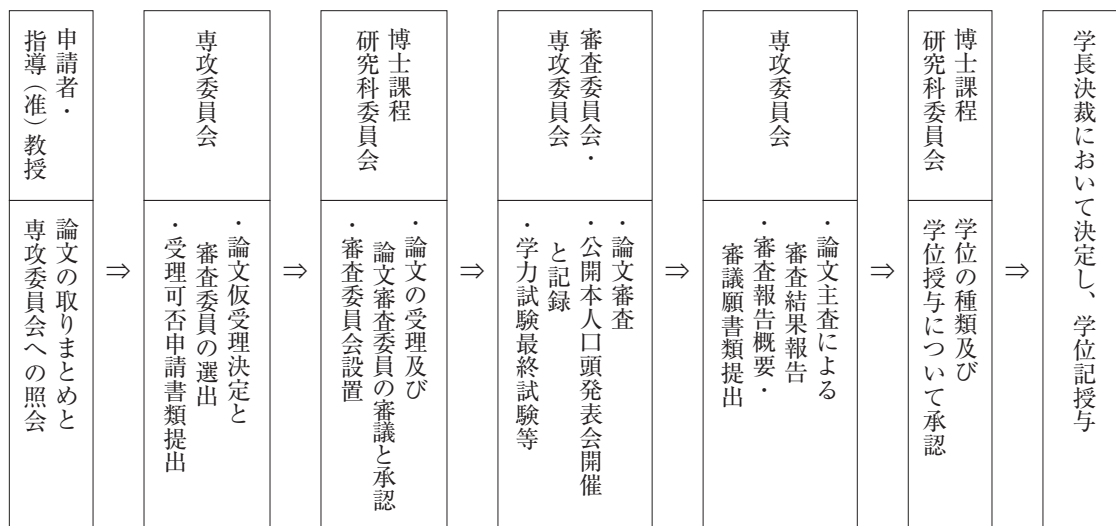 申請者・
指導（准）教授
論文の取りまとめと
専攻委員会への照会
⇒
専攻委員会
・論文仮受理決定と
審査委員の選出
・受理可否申請書類提出
⇒
博士課程
研究科委員会
・論文の受理及び
論文審査委員の審議と承認
・審査委員会設置
⇒
審査委員会・
専攻委員会
・論文審査
・公開本人口頭発表会開催
と記録
・学力試験最終試験等
⇒
専攻委員会
・論文主査による
審査結果報告
・審査報告概要・
審議願書類提出
⇒
博士課程
研究科委員会
学位の種類及び
学位授与について承認
⇒
学長決裁において決定し、学位記授与